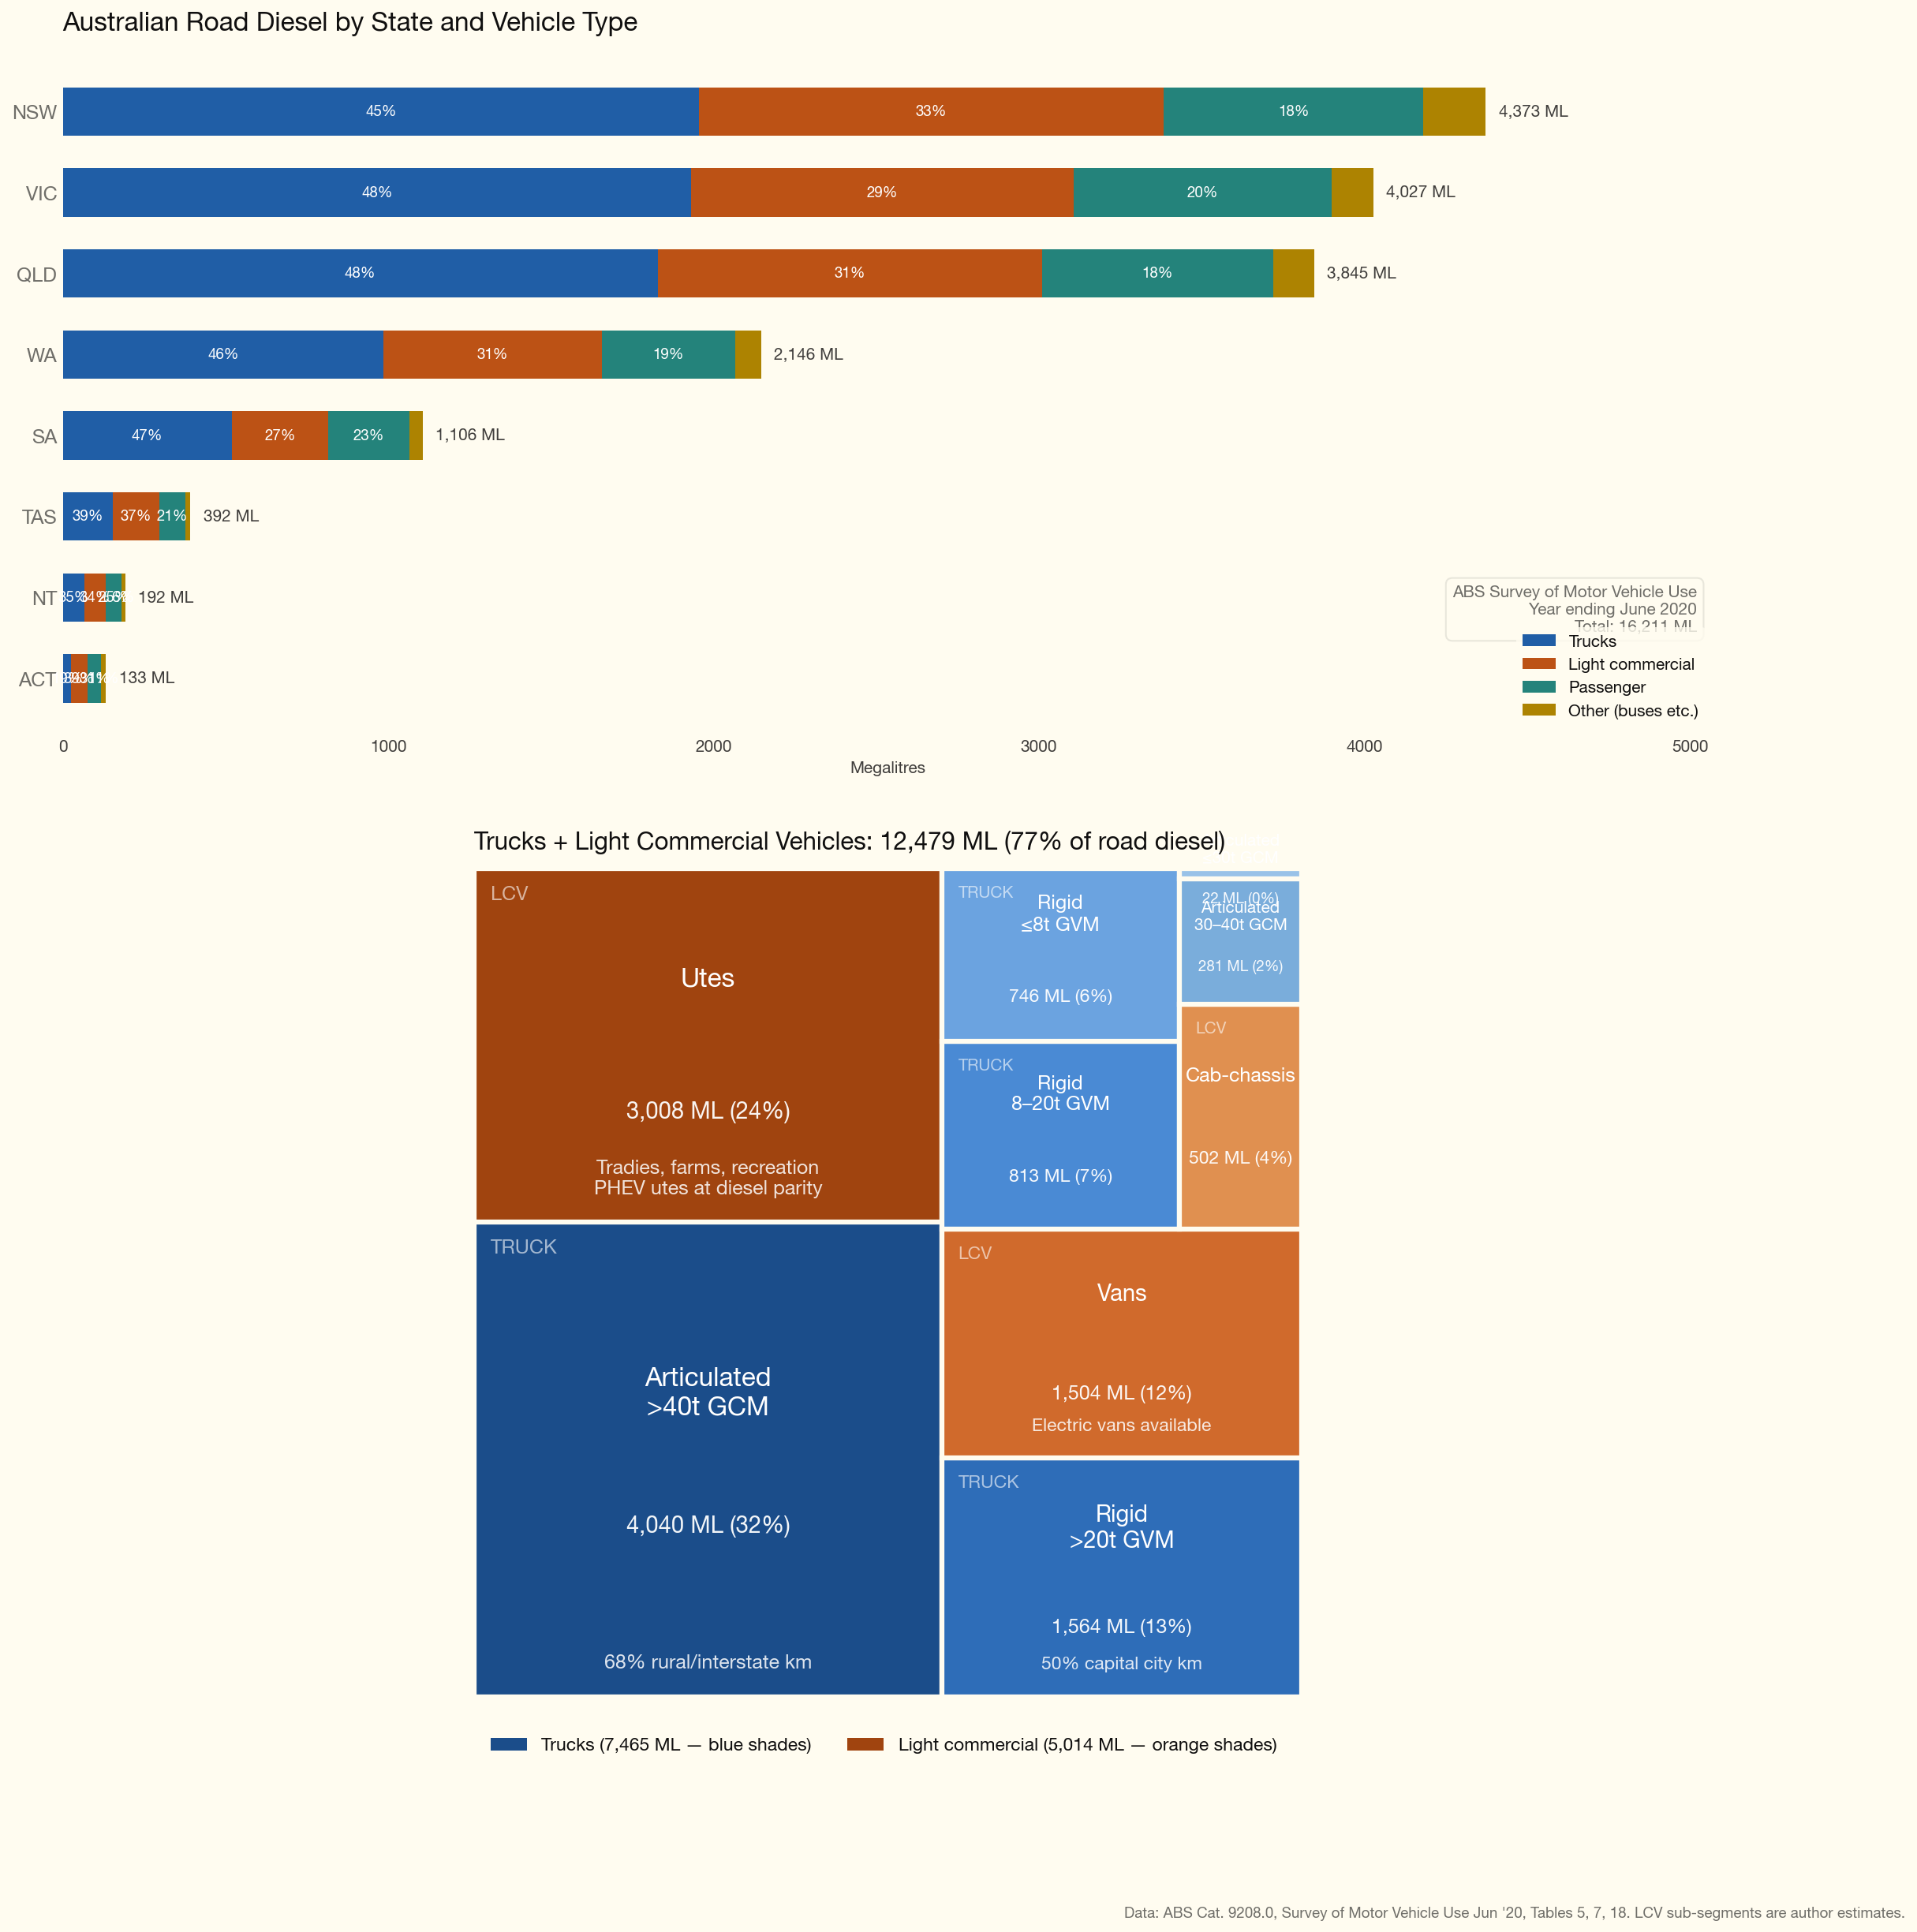 Australian Road Diesel by State and Vehicle Type
NSW 45% 33% 18% 4,373 ML
VIC 48% 29% 20% 4,027 ML
QLD 48% 31% 18% 3,845 ML
WA 46% 31% 19% 2,146 ML
SA 47% 27% 23% 1,106 ML
TAS 39% 37% 21% 392 ML
NT 192 ML
ACT 133 ML
ABS Survey of Motor Vehicle Use
Year ending June 2020
Total: 16,211 ML
Trucks
Light commercial
Passenger
Other (buses etc.)
0 1000 2000 3000 4000 5000
Megalitres
Trucks + Light Commercial Vehicles: 12,479 ML (77% of road diesel)
LCV
Utes
3,008 ML (24%)
Tradies, farms, recreation
PHEV utes at diesel parity
TRUCK
Rigid
≤8t GVM
746 ML (6%)
22 ML (0%)
Articulated
30–40t GCM
281 ML (2%)
TRUCK
Rigid
8–20t GVM
813 ML (7%)
LCV
Cab-chassis
502 ML (4%)
TRUCK
Articulated
>40t GCM
4,040 ML (32%)
68% rural/interstate km
LCV
Vans
1,504 ML (12%)
Electric vans available
TRUCK
Rigid
>20t GVM
1,564 ML (13%)
50% capital city km
Trucks (7,465 ML — blue shades)
Light commercial (5,014 ML — orange shades)
Data: ABS Cat. 9208.0, Survey of Motor Vehicle Use Jun '20, Tables 5, 7, 18. LCV sub-segments are author estimates.